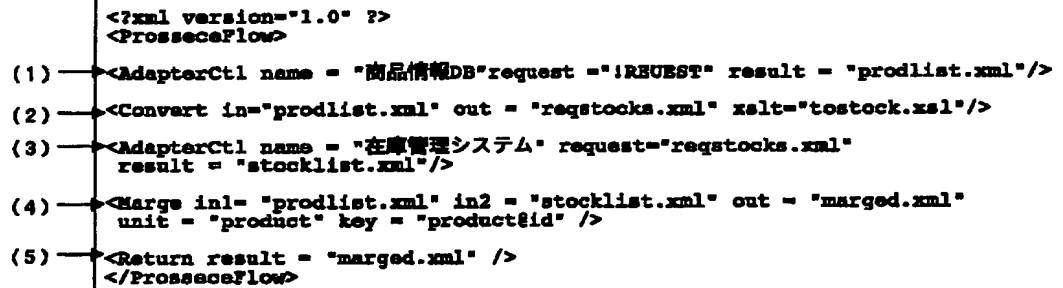 <?xml version="1.0" ?>
<ProsseceFlow>
(1) <AdapterCtl name = "商品情報DB"request ="!REUEST" result = "prodlist.xml"/>
(2) <Convert in="prodlist.xml" out = "reqstocks.xml" xslt="tostock.xsl"/>
(3) <AdapterCtl name = "在庫管理システム" request="reqstocks.xml"
result = "stocklist.xml"/>
(4) <Marge in1= "prodlist.xml" in2 = "stocklist.xml" out = "marged.xml"
unit = "product" key = "product@id" />
(5) <Return result = "marged.xml" />
</ProsseceFlow>